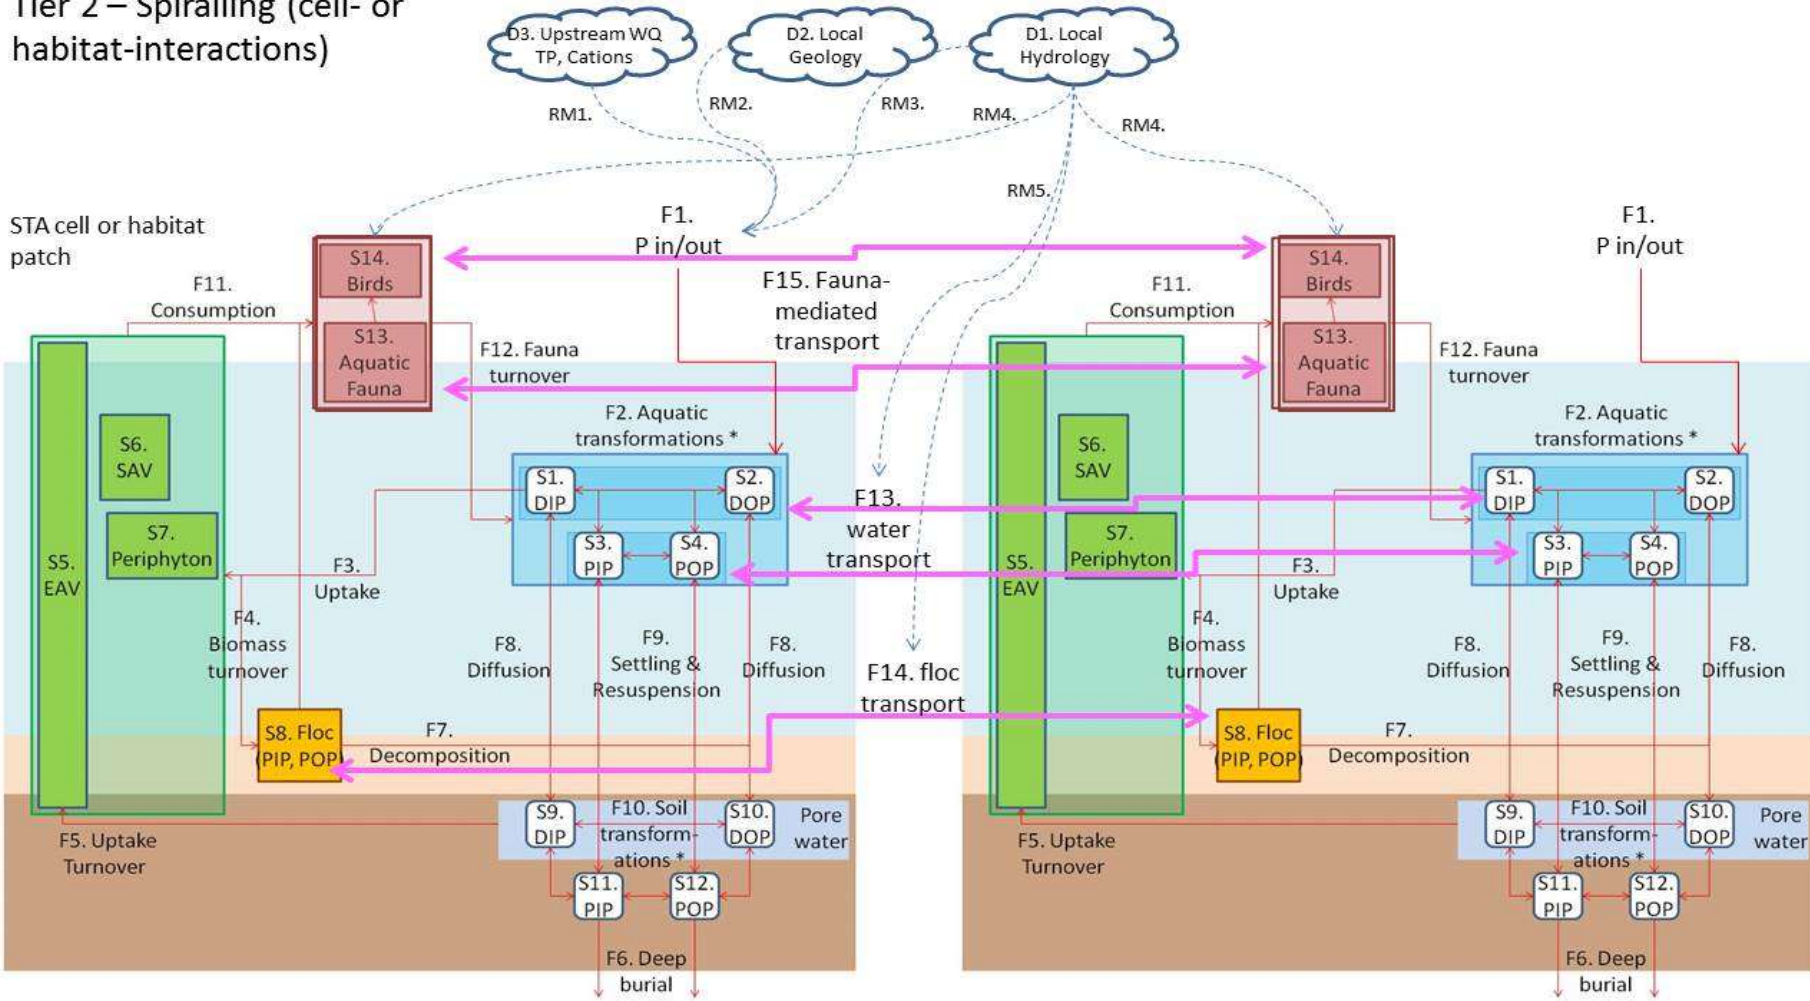 Tier 2 – Spiralling (cell- or
habitat-interactions)
D3. Upstream WQ
TP, Cations
D2. Local
Geology
D1. Local
Hydrology
RM1.
RM2.
RM3.
RM4.
RM4.
RM5.
STA cell or habitat
patch
F1.
P in/out
F15. Fauna-
mediated
transport
F13.
water
transport
F14. floc
transport
S14.
Birds
S13.
Aquatic
Fauna
F11.
Consumption
F12. Fauna
turnover
F2. Aquatic
transformations *
S6.
SAV
S7.
Periphyton
S5.
EAV
S1.
DIP
S2.
DOP
S3.
PIP
S4.
POP
F3.
Uptake
F4.
Biomass
turnover
F8.
Diffusion
F9.
Settling &
Resuspension
F8.
Diffusion
S8. Floc
(PIP, POP)
F7.
Decomposition
F5. Uptake
Turnover
S9.
DIP
F10. Soil
transform-
ations *
S10.
DOP
Pore
water
S11.
PIP
S12.
POP
F6. Deep
burial
F1.
P in/out
S14.
Birds
S13.
Aquatic
Fauna
F11.
Consumption
F12. Fauna
turnover
F2. Aquatic
transformations *
S6.
SAV
S7.
Periphyton
S5.
EAV
S1.
DIP
S2.
DOP
S3.
PIP
S4.
POP
F3.
Uptake
F4.
Biomass
turnover
F8.
Diffusion
F9.
Settling &
Resuspension
F8.
Diffusion
S8. Floc
(PIP, POP)
F7.
Decomposition
F5. Uptake
Turnover
S9.
DIP
F10. Soil
transform-
ations *
S10.
DOP
Pore
water
S11.
PIP
S12.
POP
F6. Deep
burial